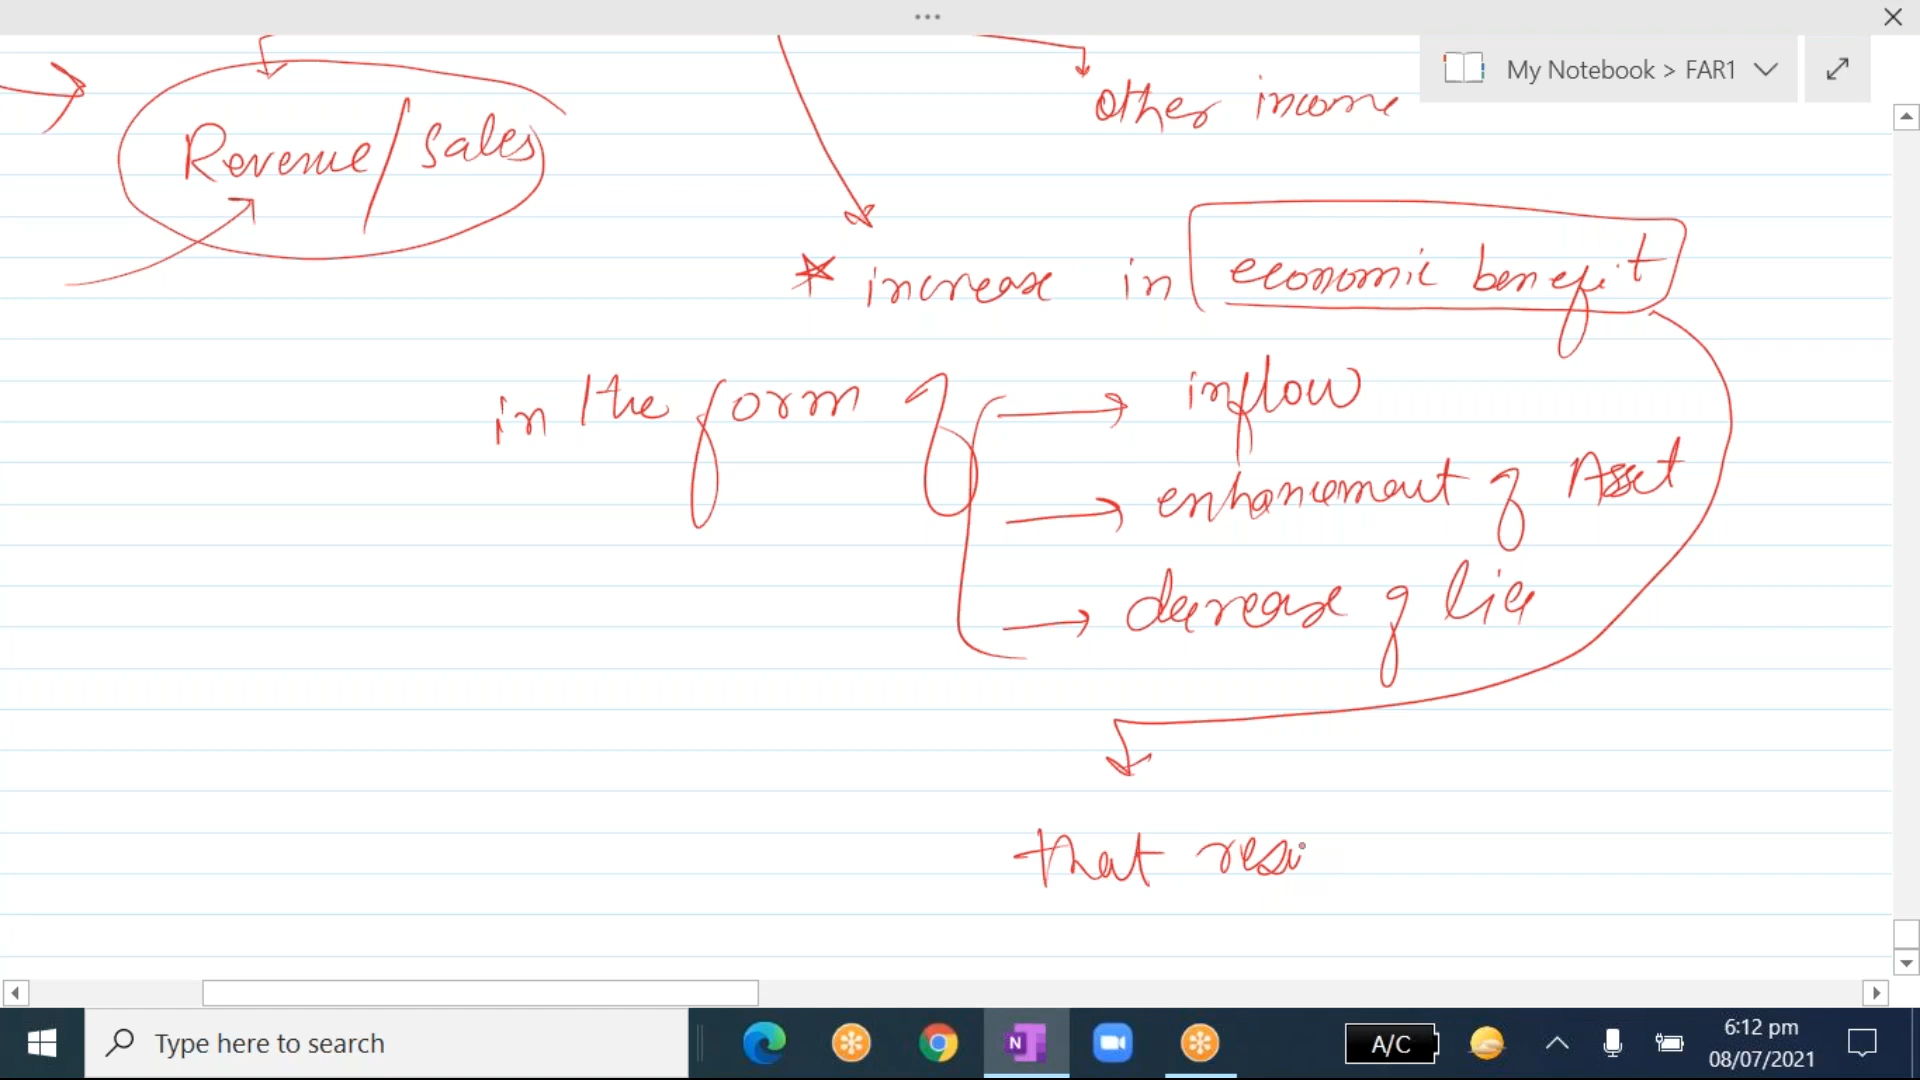 My Notebook > FAR1
other income
Revenue/Sales
* increase in economic benefit
in the form of
inflow
enhancement of Asset
decrease of lia
that resu
Type here to search
N
A/C
6:12 pm
08/07/2021